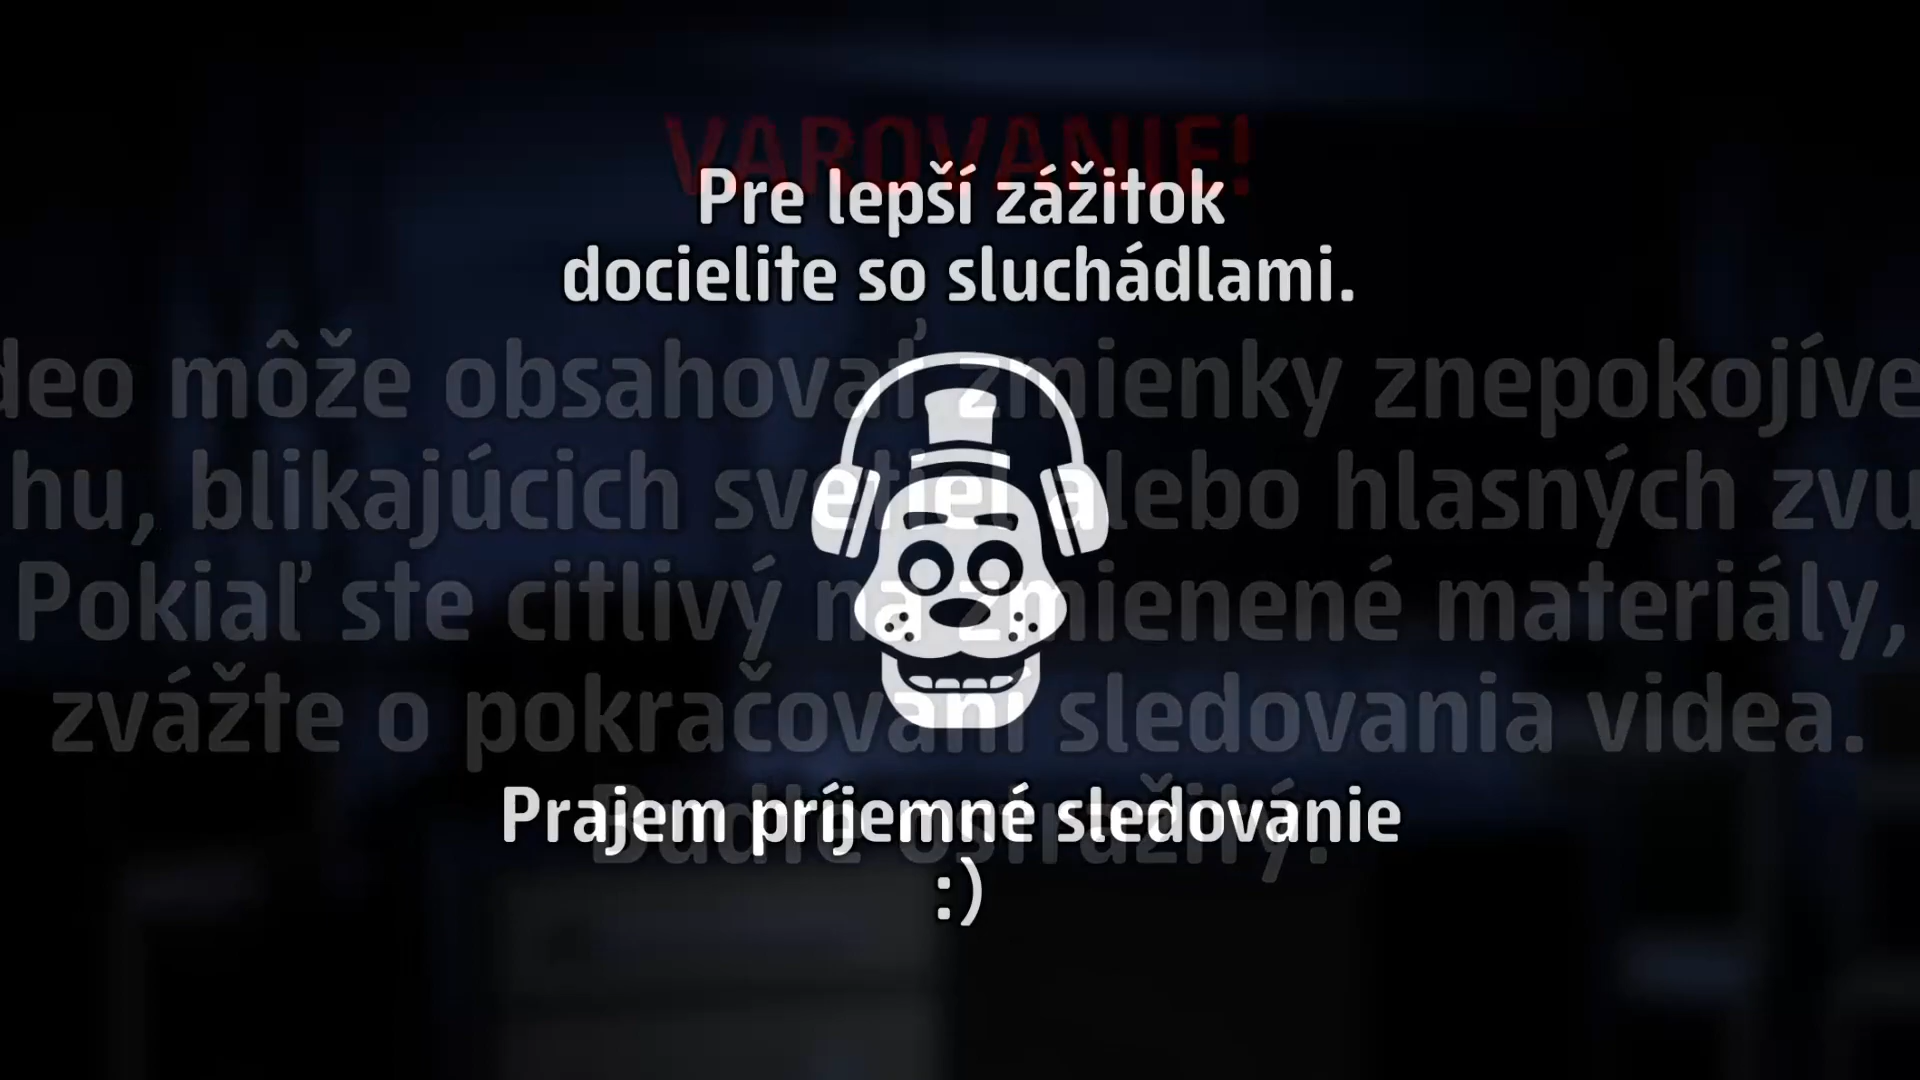 VAROVANIE!
Pre lepší zážitok
docielite so sluchádlami.
deo môže obsahovať zmienky znepokojíve
hu, blikajúcich svetiel alebo hlasných zvu
Pokiaľ ste citlivý na zmienené materiály,
zvážte o pokračovaní sledovania videa.
Prajem príjemné sledovanie
:)